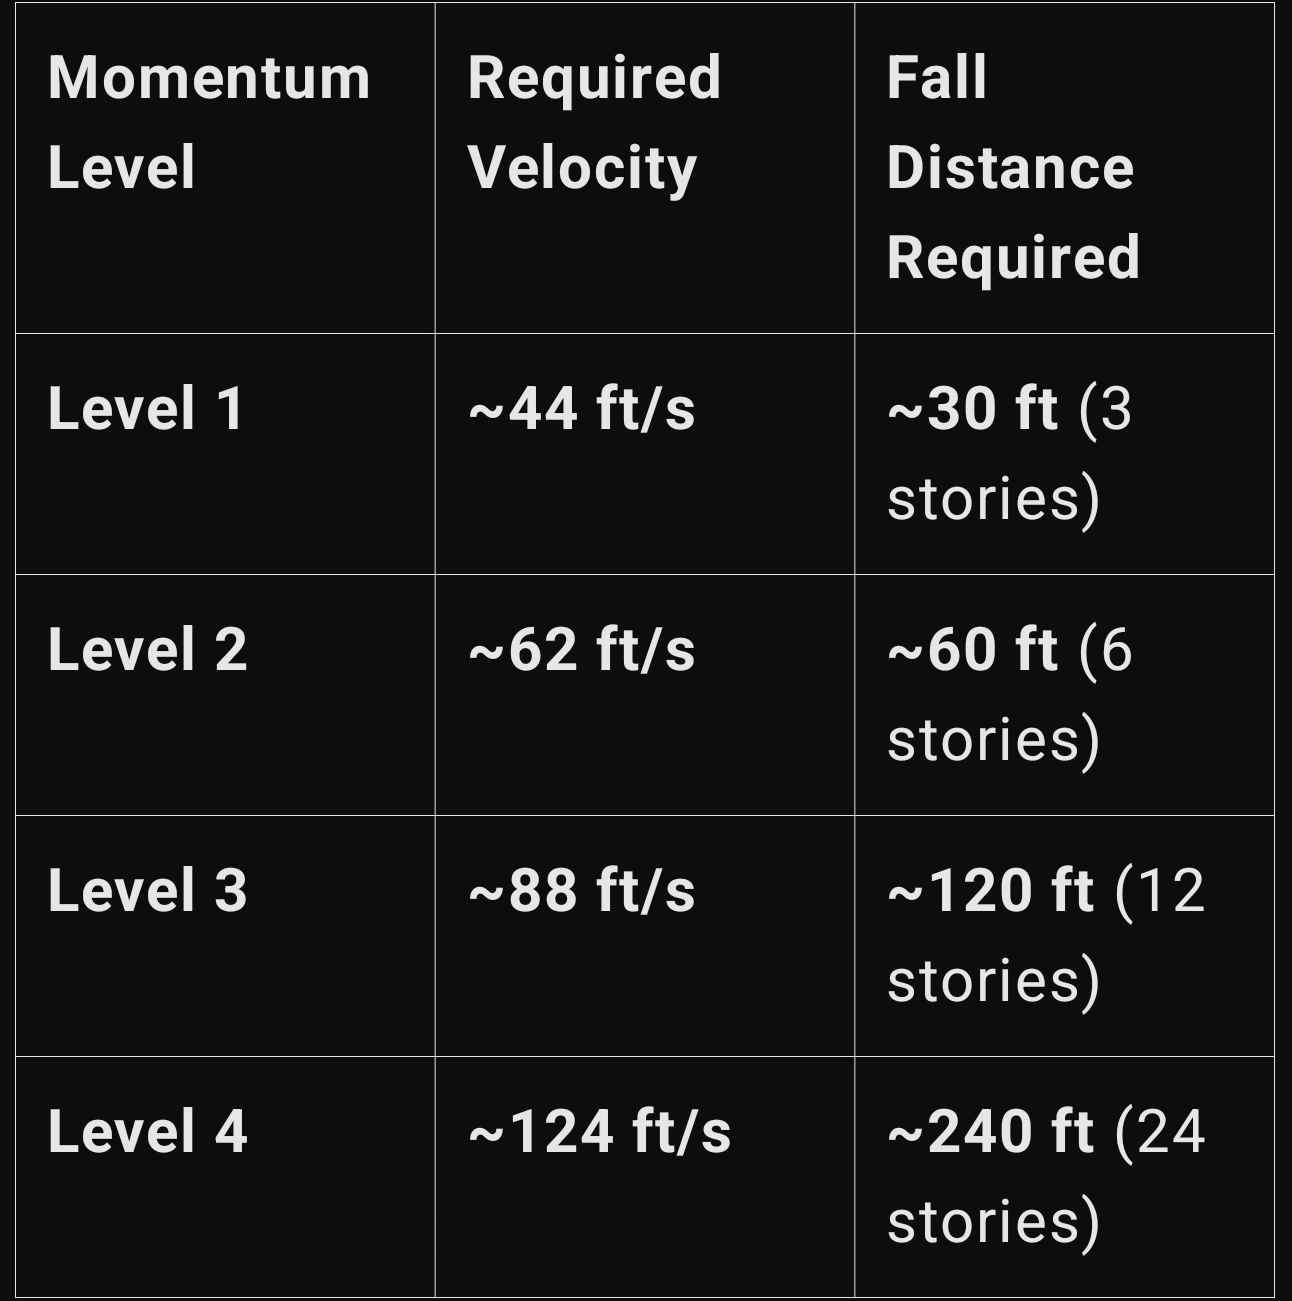 Momentum
Level
Required
Velocity
Fall
Distance
Required
Level 1
~44 ft/s
~30 ft (3
stories)
Level 2
~62 ft/s
~60 ft (6
stories)
Level 3
~88 ft/s
~120 ft (12
stories)
Level 4
~124 ft/s
~240 ft (24
stories)